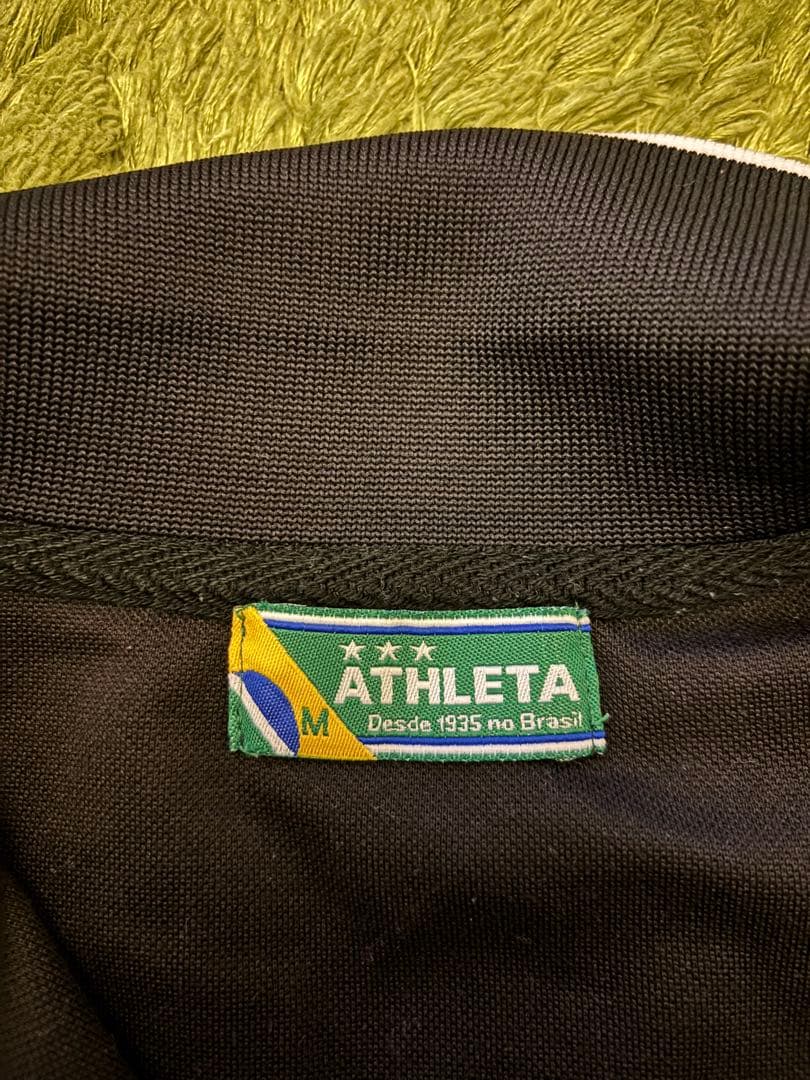 ATHLETA
Desde 1935 no Brasil
M